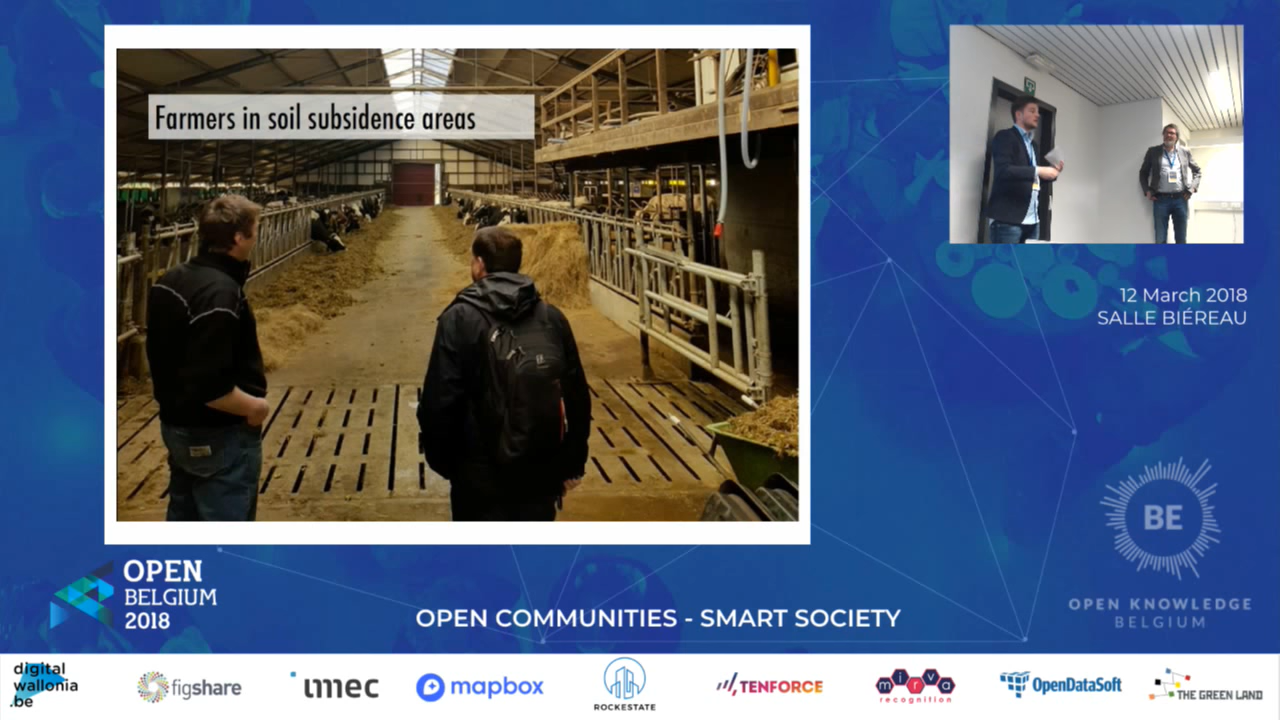 Farmers in soil subsidence areas
12 March 2018
SALLE BIÉREAU
BE
OPEN KNOWLEDGE
BELGIUM
OPEN
BELGIUM
2018
OPEN COMMUNITIES - SMART SOCIETY
digital
wallonia
.be
figshare
imec
mapbox
ROCKESTATE
TENFORCE
mirva
recognition
OpenDataSoft
THE GREEN LAND